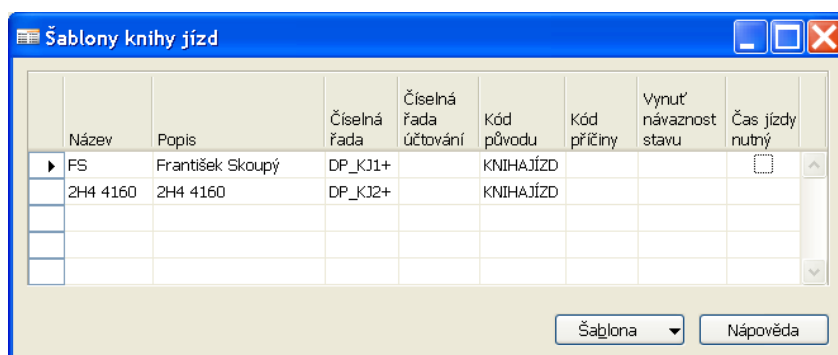 Šablony knihy jízd
Název Popis Číselná řada Číselná řada účtování Kód původu Kód příčiny Vynuť návaznost stavu Čas jízdy nutný
FS František Skoupý DP_KJ1+ KNIHAJÍZD
2H4 4160 2H4 4160 DP_KJ2+ KNIHAJÍZD
Šablona Nápověda